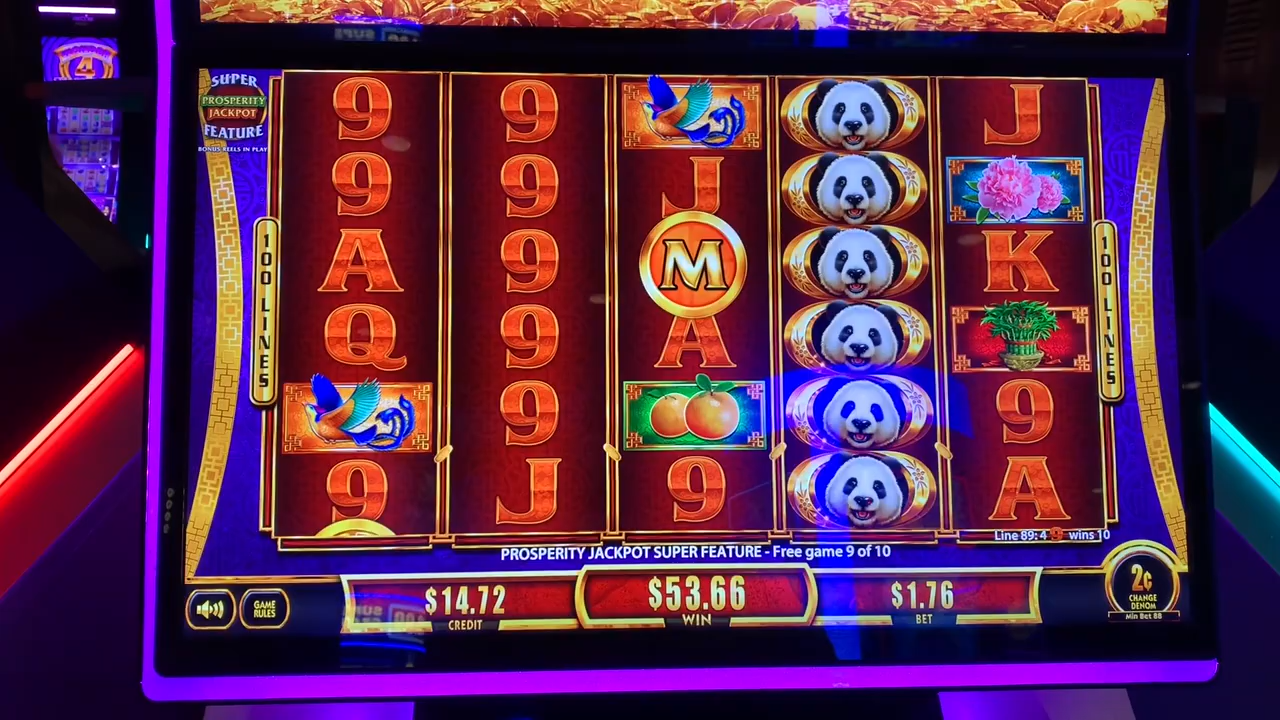 4
SUPER
PROSPERITY
JACKPOT
FEATURE
BONUS REELS IN PLAY
9 9 J
9 9 J
A 9 M K
Q 9 A
9 9
9 J 9 A
100 LINES
100 LINES
Line 89: 4 9 wins 10
PROSPERITY JACKPOT SUPER FEATURE - Free game 9 of 10
GAME RULES
$14.72
CREDIT
$53.66
WIN
$1.76
BET
2¢
CHANGE
DENOM
Min Bet 88